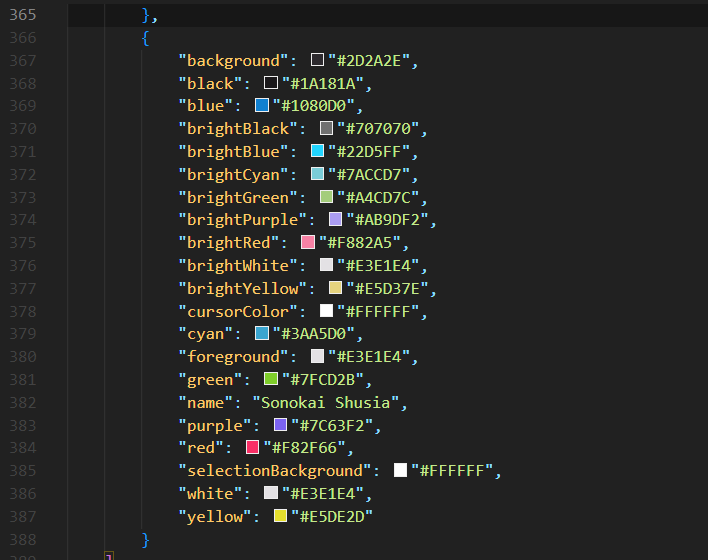 365 },
366 {
367 "background": "#2D2A2E",
368 "black": "#1A181A",
369 "blue": "#1080D0",
370 "brightBlack": "#707070",
371 "brightBlue": "#22D5FF",
372 "brightCyan": "#7ACCD7",
373 "brightGreen": "#A4CD7C",
374 "brightPurple": "#AB9DF2",
375 "brightRed": "#F882A5",
376 "brightWhite": "#E3E1E4",
377 "brightYellow": "#E5D37E",
378 "cursorColor": "#FFFFFF",
379 "cyan": "#3AA5D0",
380 "foreground": "#E3E1E4",
381 "green": "#7FCD2B",
382 "name": "Sonokai Shusia",
383 "purple": "#7C63F2",
384 "red": "#F82F66",
385 "selectionBackground": "#FFFFFF",
386 "white": "#E3E1E4",
387 "yellow": "#E5DE2D"
388 }
389 ]